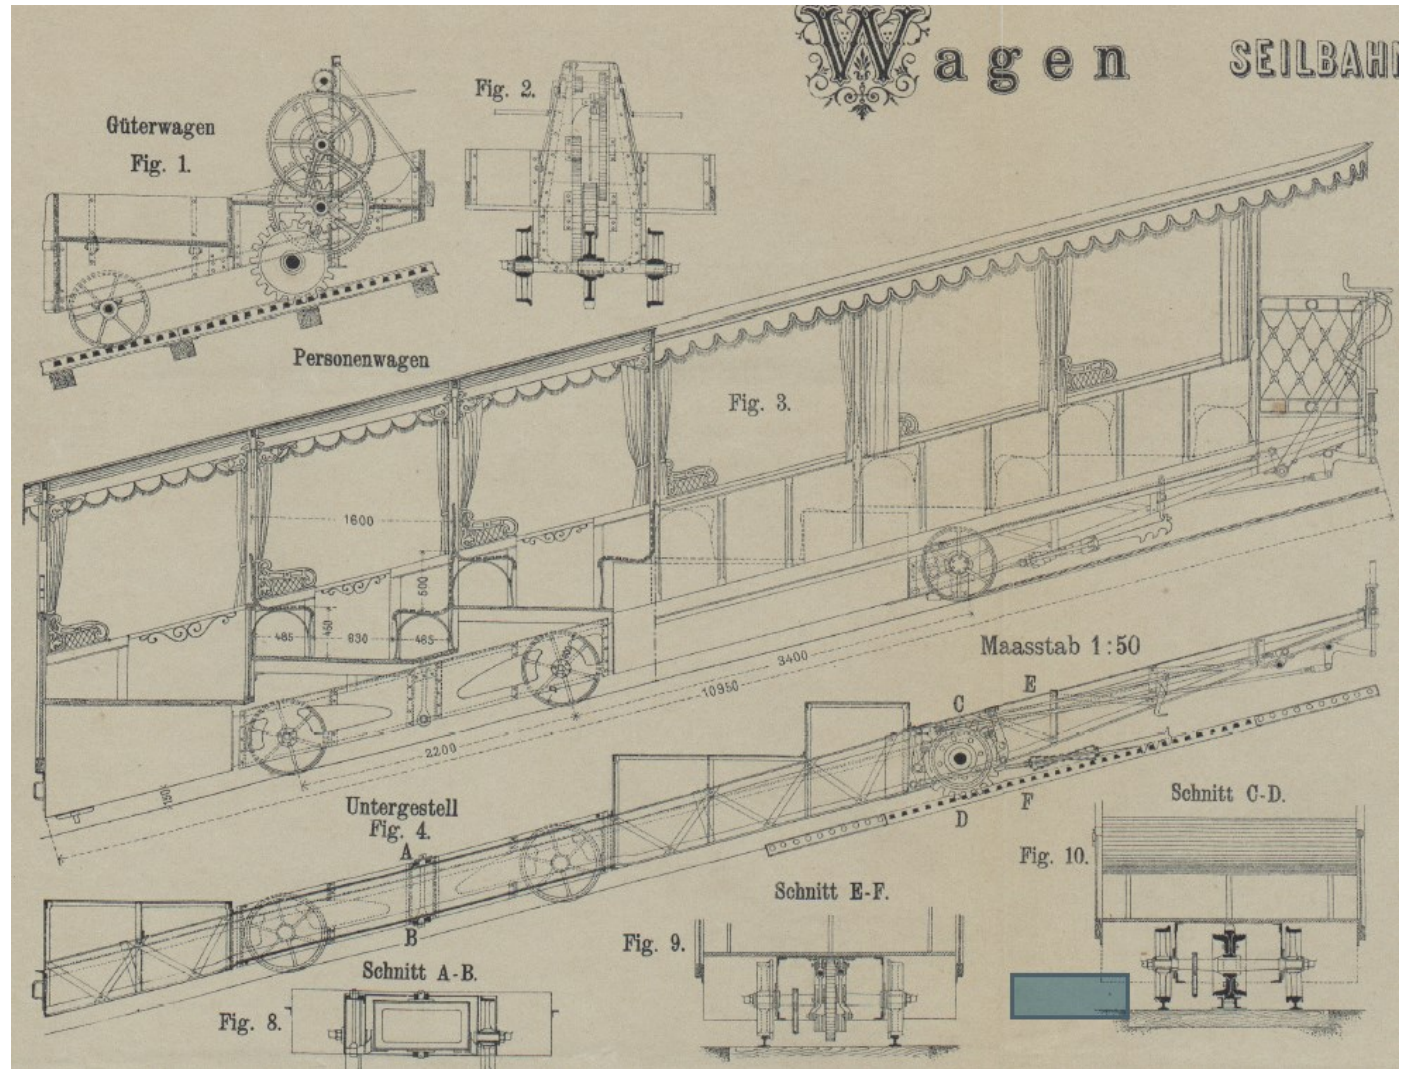 Wagen
SEILBAHN
Güterwagen
Fig. 1.
Fig. 2.
Personenwagen
Fig. 3.
1600
500
450
485
630
465
3400
10950
2200
Maasstab 1:50
C
E
D
F
Untergestell
Fig. 4.
A
B
Schnitt A-B.
Fig. 8.
Schnitt E-F.
Fig. 9.
Schnitt C-D.
Fig. 10.